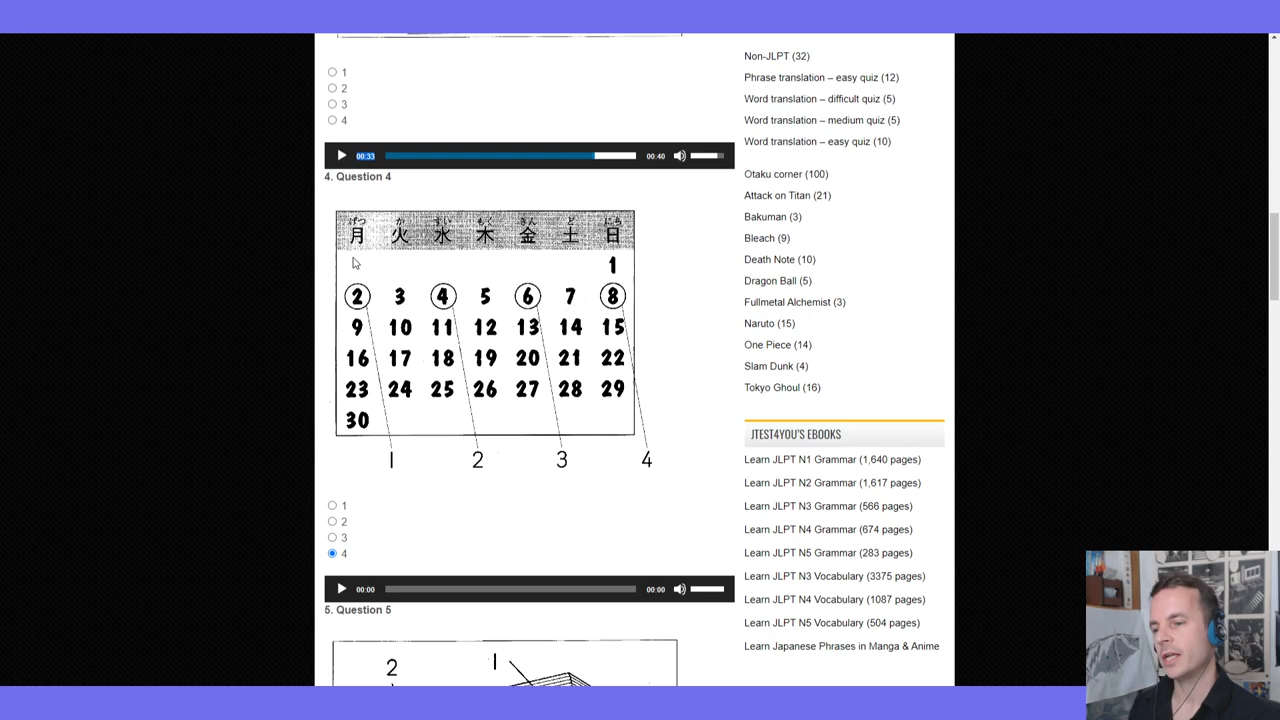 1
2
3
4
00:33
00:40
4. Question 4
げつ か すい もく きん ど にち
月 火 水 木 金 土 日
1
2 3 4 5 6 7 8
9 10 11 12 13 14 15
16 17 18 19 20 21 22
23 24 25 26 27 28 29
30
1 2 3 4
1
2
3
4
00:00
00:00
5. Question 5
2
1
Non-JLPT (32)
Phrase translation – easy quiz (12)
Word translation – difficult quiz (5)
Word translation – medium quiz (5)
Word translation – easy quiz (10)
Otaku corner (100)
Attack on Titan (21)
Bakuman (3)
Bleach (9)
Death Note (10)
Dragon Ball (5)
Fullmetal Alchemist (3)
Naruto (15)
One Piece (14)
Slam Dunk (4)
Tokyo Ghoul (16)
JTEST4YOU'S EBOOKS
Learn JLPT N1 Grammar (1,640 pages)
Learn JLPT N2 Grammar (1,617 pages)
Learn JLPT N3 Grammar (566 pages)
Learn JLPT N4 Grammar (674 pages)
Learn JLPT N5 Grammar (283 pages)
Learn JLPT N3 Vocabulary (3375 pages)
Learn JLPT N4 Vocabulary (1087 pages)
Learn JLPT N5 Vocabulary (504 pages)
Learn Japanese Phrases in Manga & Anime